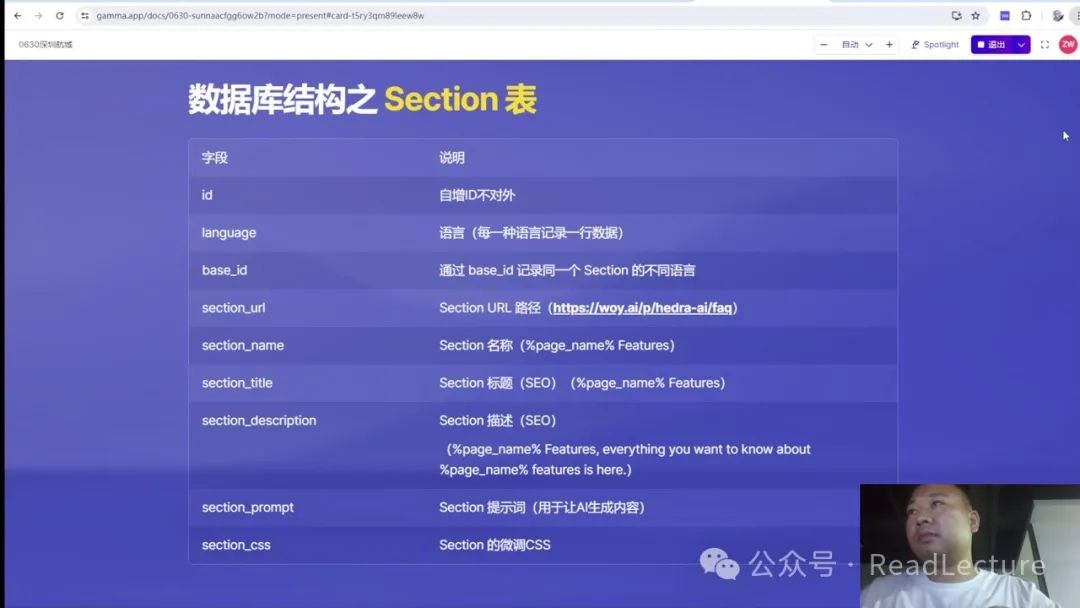 gamma.app/docs/0630-sunnaacfgg6ow2b?mode=present#card-t5ry3qm89leew8w
0630深圳航城
自动
Spotlight
退出
ZW
数据库结构之 Section 表
字段 说明
id 自增ID不对外
language 语言（每一种语言记录一行数据）
base_id 通过 base_id 记录同一个 Section 的不同语言
section_url Section URL 路径（https://woy.ai/p/hedra-ai/faq）
section_name Section 名称（%page_name% Features）
section_title Section 标题（SEO）（%page_name% Features）
section_description Section 描述（SEO）
（%page_name% Features, everything you want to know about
%page_name% features is here.）
section_prompt Section 提示词（用于让AI生成内容）
section_css Section 的微调CSS
公众号 · ReadLecture